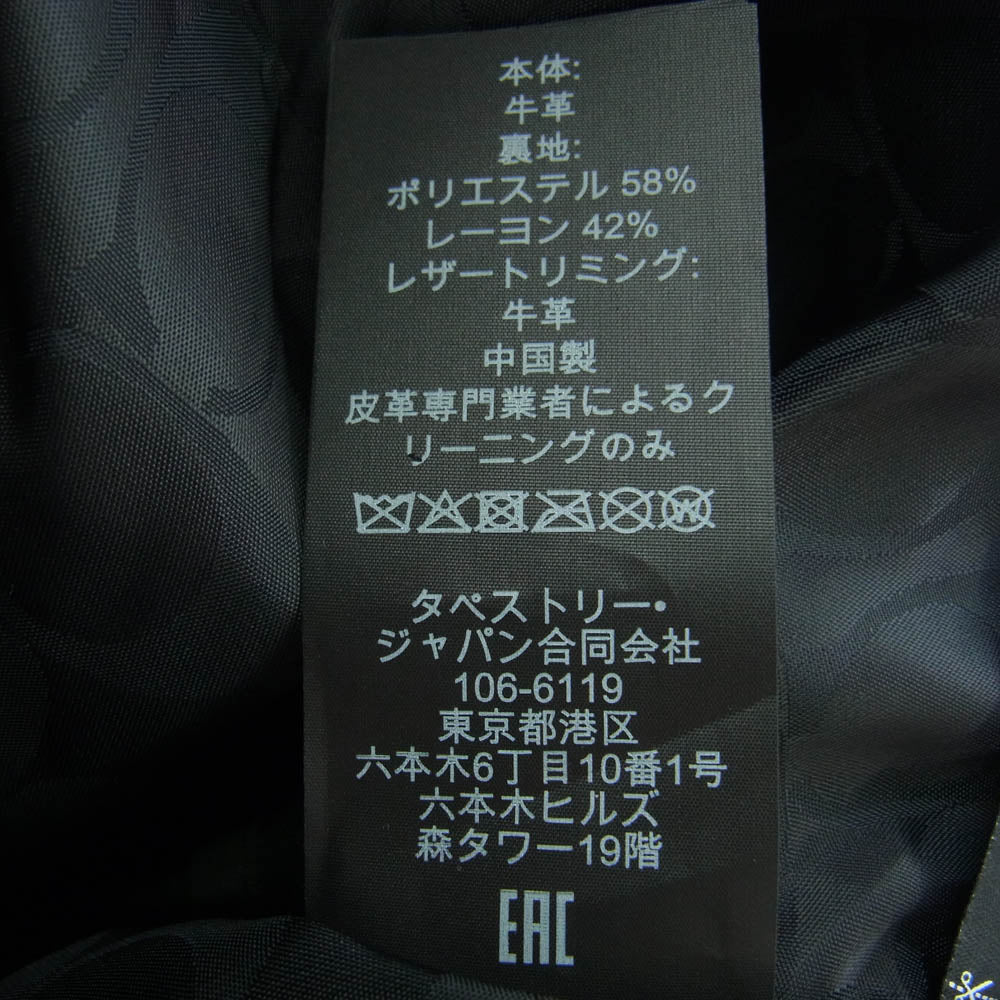 本体:
牛革
裏地:
ポリエステル 58%
レーヨン 42%
レザートリミング:
牛革
中国製
皮革専門業者によるク
リーニングのみ
W
タペストリー・
ジャパン合同会社
106-6119
東京都港区
六本木6丁目10番1号
六本木ヒルズ
森タワー19階
EAC